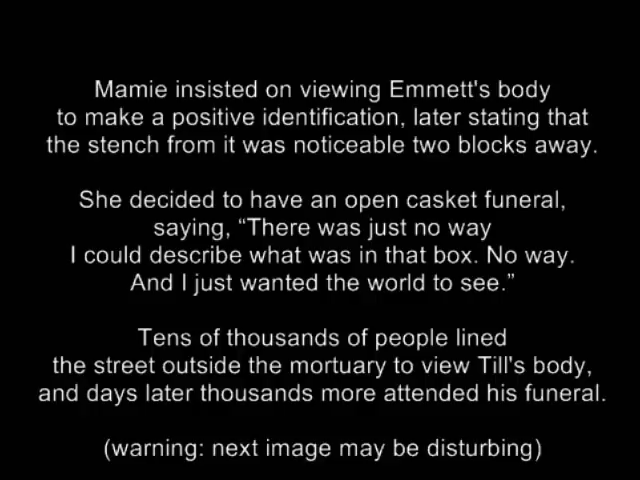 Mamie insisted on viewing Emmett's body
to make a positive identification, later stating that
the stench from it was noticeable two blocks away.
She decided to have an open casket funeral,
saying, “There was just no way
I could describe what was in that box. No way.
And I just wanted the world to see.”
Tens of thousands of people lined
the street outside the mortuary to view Till's body,
and days later thousands more attended his funeral.
(warning: next image may be disturbing)